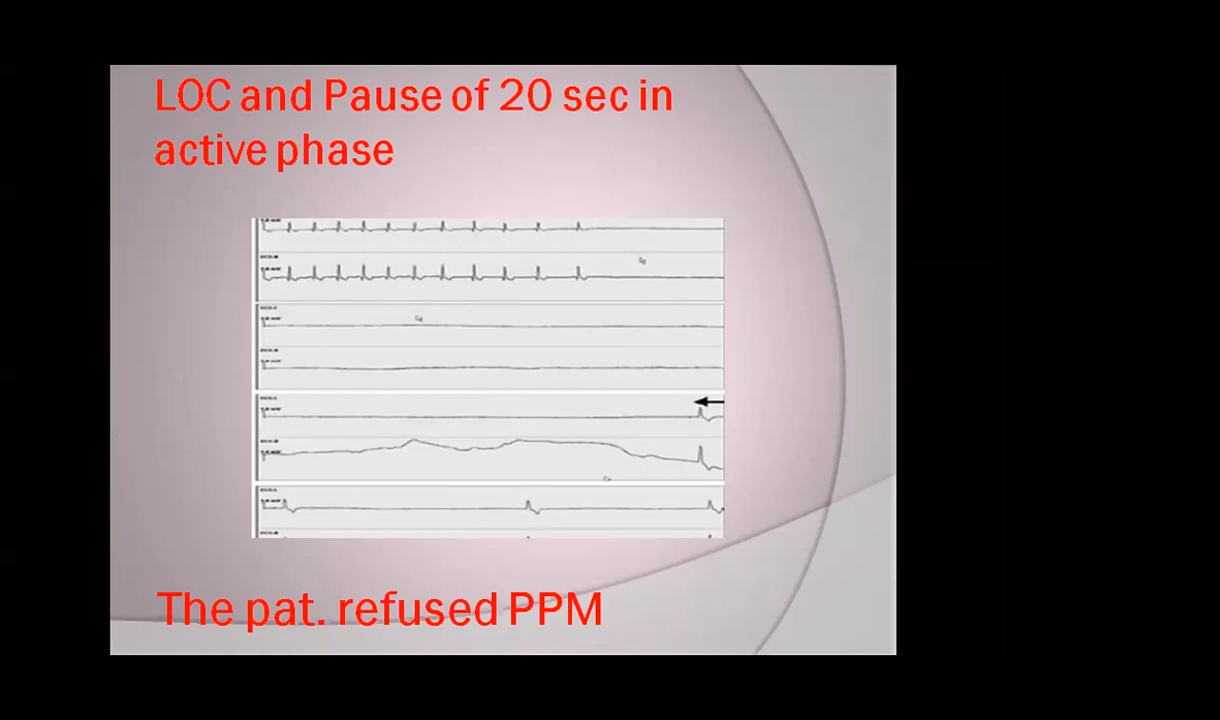 LOC and Pause of 20 sec in
active phase
The pat. refused PPM